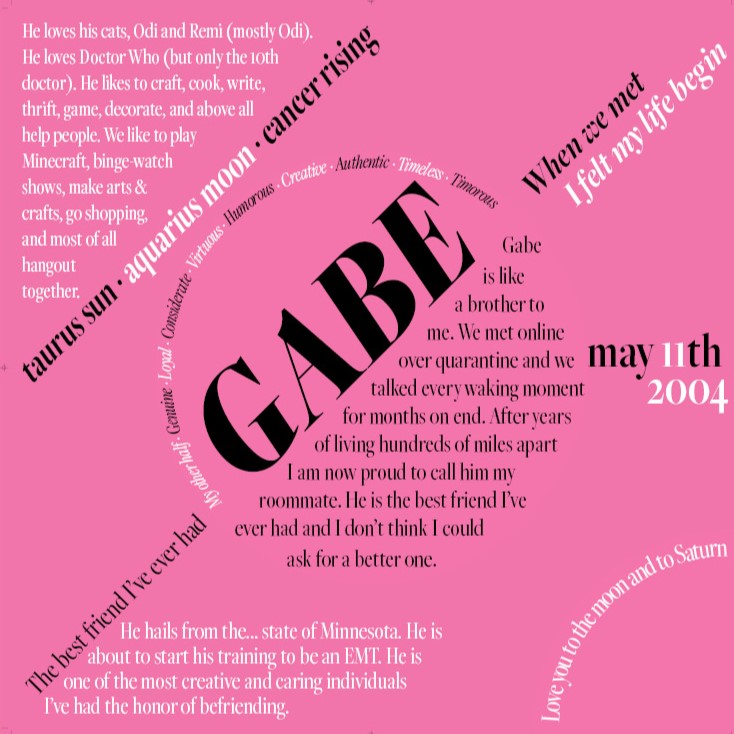 He loves his cats, Odi and Remi (mostly Odi).
He loves Doctor Who (but only the 10th
doctor). He likes to craft, cook, write,
thrift, game, decorate, and above all
help people. We like to play
Minecraft, binge-watch
shows, make arts &
crafts, go shopping,
and most of all
hangout
together.
taurus sun · aquarius moon · cancer rising
When we met
I felt my life begin
My other half · Genuine · Loyal · Considerate · Virtuous · Humorous · Creative · Authentic · Timeless · Timorous
GABE
Gabe
is like
a brother to
me. We met online
over quarantine and we
talked every waking moment
for months on end. After years
of living hundreds of miles apart
I am now proud to call him my
roommate. He is the best friend I've
ever had and I don't think I could
ask for a better one.
may 11th
2004
The best friend I've ever had
He hails from the... state of Minnesota. He is
about to start his training to be an EMT. He is
one of the most creative and caring individuals
I've had the honor of befriending.
Love you to the moon and to Saturn